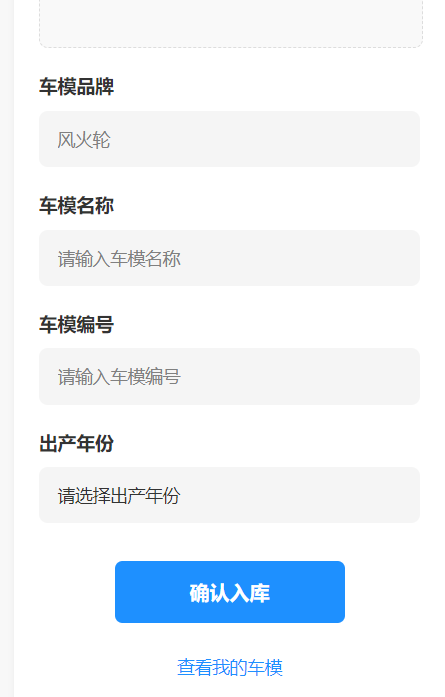 车模品牌
风火轮
车模名称
请输入车模名称
车模编号
请输入车模编号
出产年份
请选择出产年份
确认入库
查看我的车模